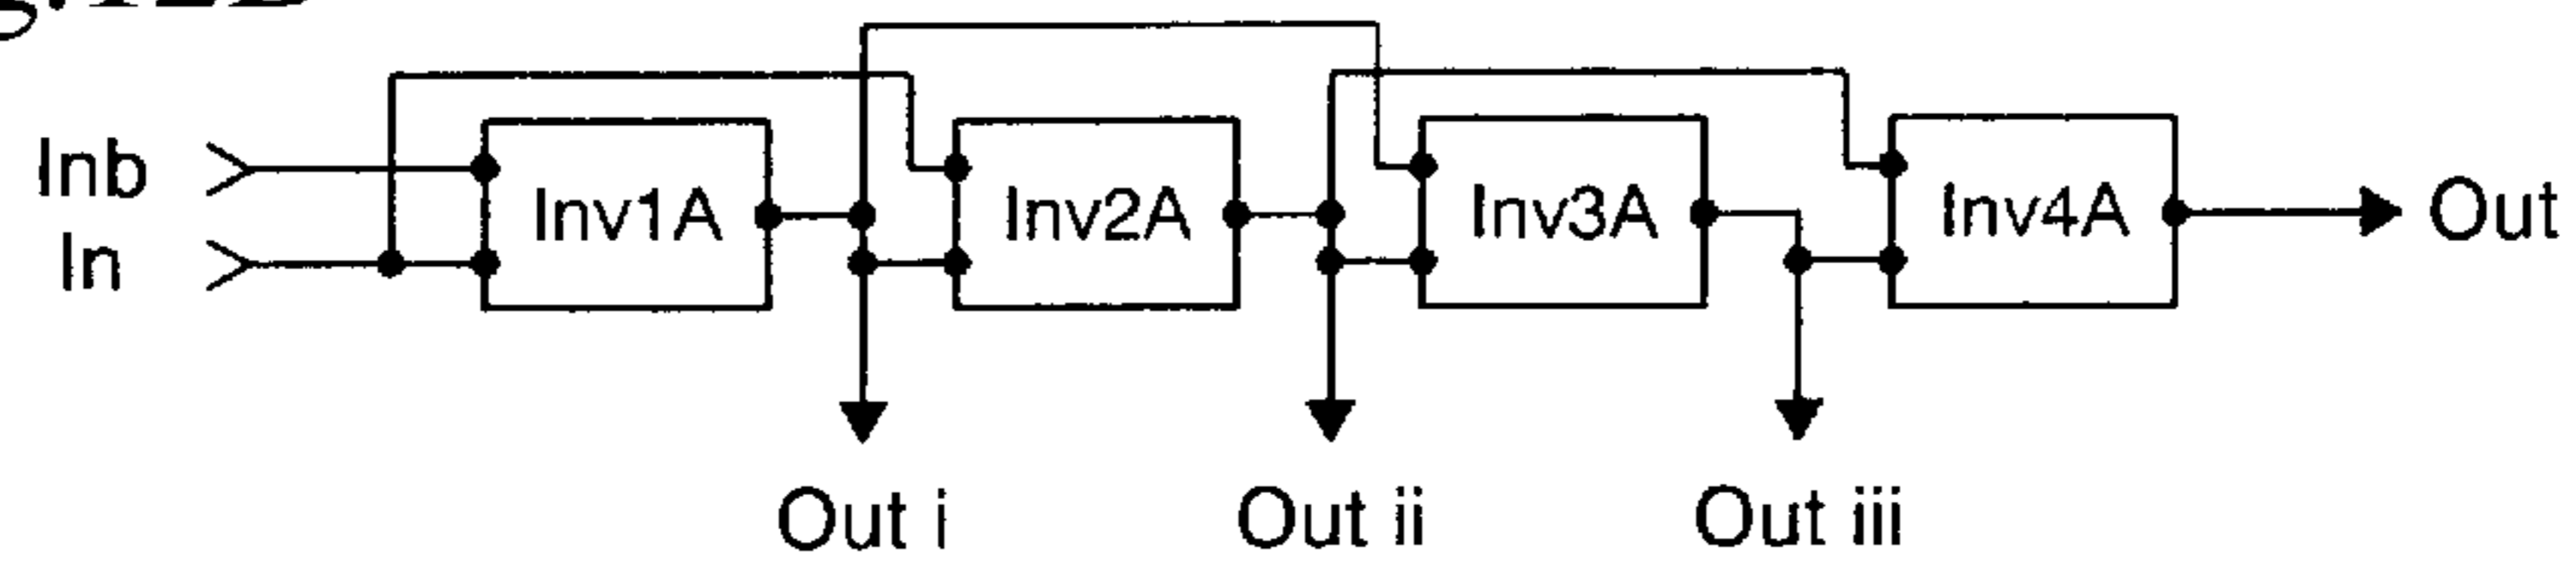 Inb
In
Inv1A
Inv2A
Inv3A
Inv4A
Out
Out i
Out ii
Out iii